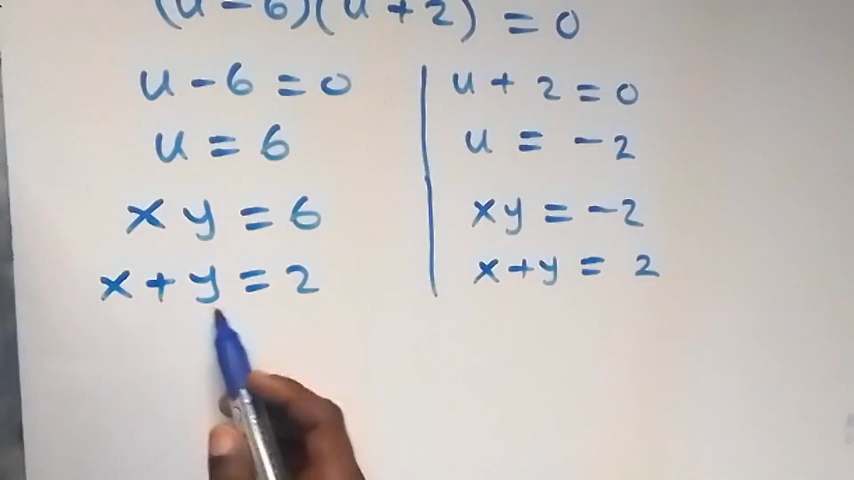 (u - 6)(u + 2) = 0
u - 6 = 0
u = 6
xy = 6
x + y = 2
u + 2 = 0
u = -2
xy = -2
x + y = 2